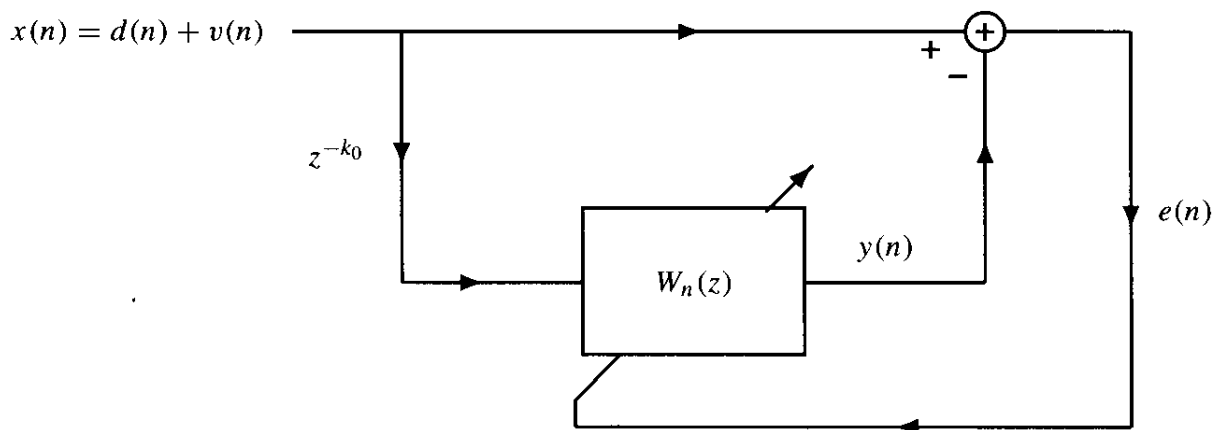 x(n) = d(n) + v(n)
+
+
−
z^{-k_0}
e(n)
y(n)
W_n(z)